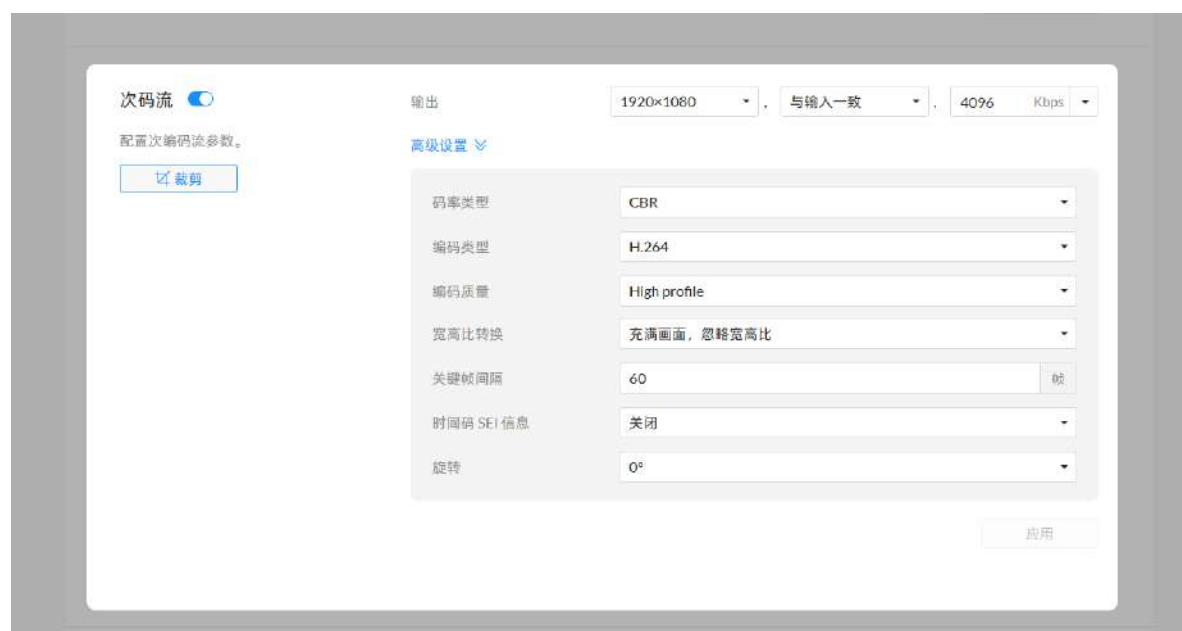 次码流
输出 1920×1080 , 与输入一致 , 4096 Kbps
配置次编码流参数。
高级设置
裁剪
码率类型 CBR
编码类型 H.264
编码质量 High profile
宽高比转换 充满画面，忽略宽高比
关键帧间隔 60 帧
时间码 SEI 信息 关闭
旋转 0°
应用